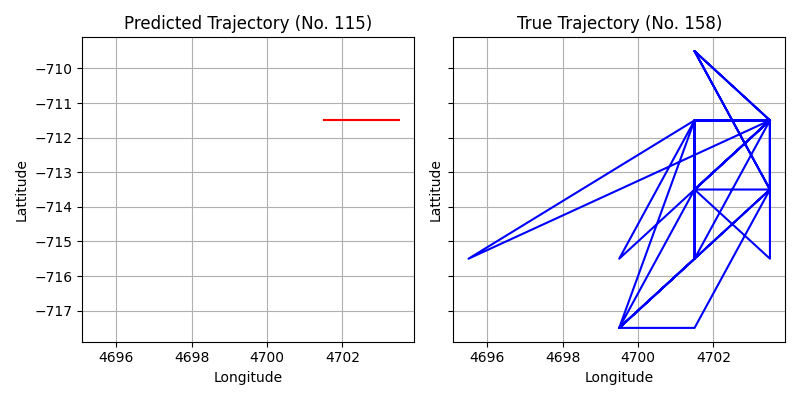 Predicted Trajectory (No. 115)
True Trajectory (No. 158)
−710
−711
−712
−713
−714
−715
−716
−717
Lattitude
Lattitude
4696
4698
4700
4702
4696
4698
4700
4702
Longitude
Longitude